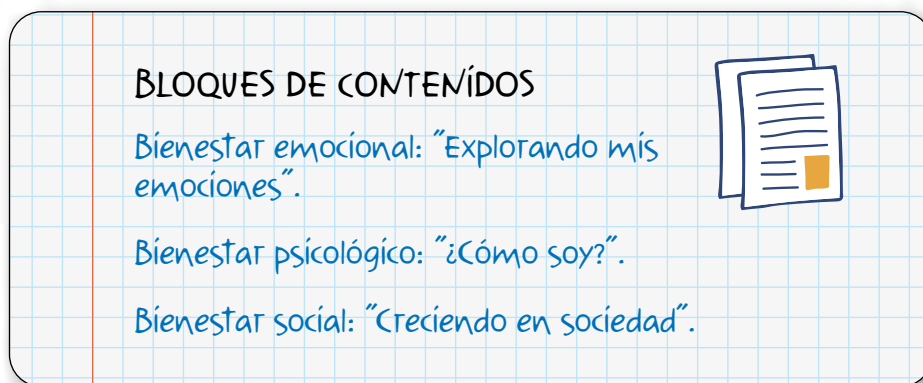 BLOQUES DE CONTENIDOS
Bienestar emocional: "Explorando mis
emociones".
Bienestar psicológico: "¿Cómo soy?".
Bienestar social: "Creciendo en sociedad".